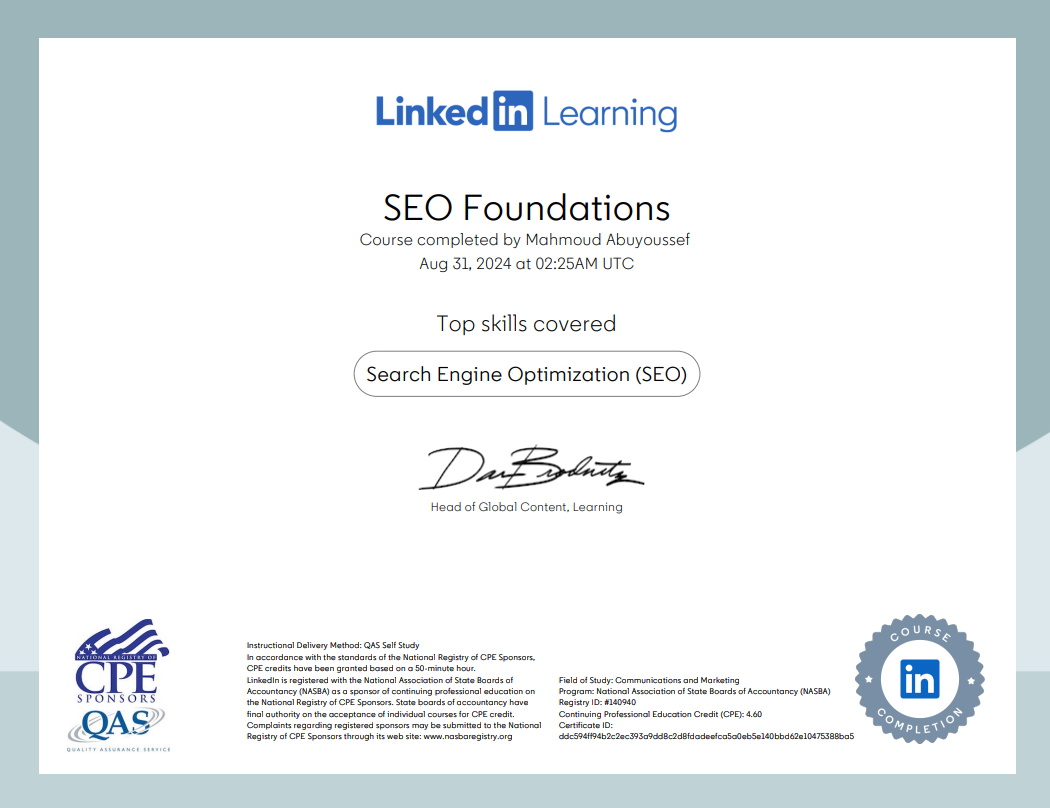 LinkedIn Learning
SEO Foundations
Course completed by Mahmoud Abuyoussef
Aug 31, 2024 at 02:25AM UTC
Top skills covered
Search Engine Optimization (SEO)
Dan Brodnitz
Head of Global Content, Learning
NATIONAL REGISTRY OF
CPE
SPONSORS
QAS
QUALITY ASSURANCE SERVICE
Instructional Delivery Method: QAS Self Study
In accordance with the standards of the National Registry of CPE Sponsors,
CPE credits have been granted based on a 50-minute hour.
LinkedIn is registered with the National Association of State Boards of
Accountancy (NASBA) as a sponsor of continuing professional education on
the National Registry of CPE Sponsors. State boards of accountancy have
final authority on the acceptance of individual courses for CPE credit.
Complaints regarding registered sponsors may be submitted to the National
Registry of CPE Sponsors through its web site: www.nasbaregistry.org
Field of Study: Communications and Marketing
Program: National Association of State Boards of Accountancy (NASBA)
Registry ID: #140940
Continuing Professional Education Credit (CPE): 4.60
Certificate ID:
ddc594ff94b2c2ec393a9dd8c2d8fdadeefca5a0eb5e140bbd62e10475388ba5
COURSE
in
COMPLETION